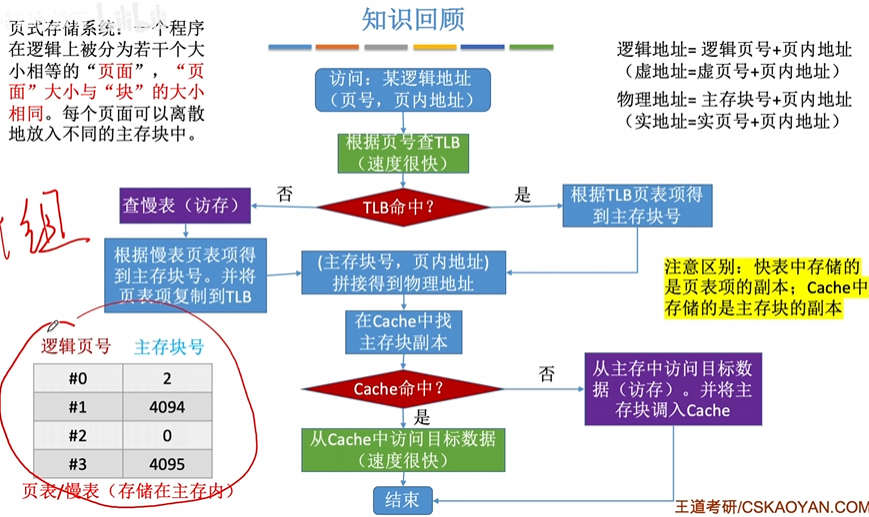 知识回顾
页式存储系统：一个程序
在逻辑上被分为若干个大
小相等的“页面”，“页
面”大小与“块”的大小
相同。每个页面可以离散
地放入不同的主存块中。
访问：某逻辑地址
（页号，页内地址）
逻辑地址= 逻辑页号+页内地址
（虚地址=虚页号+页内地址）
物理地址= 主存块号+页内地址
（实地址=实页号+页内地址）
根据页号查TLB
（速度很快）
否
TLB命中？
是
查慢表（访存）
根据TLB页表项得
到主存块号
组
根据慢表页表项得
到主存块号。并将
页表项复制到TLB
(主存块号，页内地址)
拼接得到物理地址
注意区别：快表中存储的
是页表项的副本；Cache中
存储的是主存块的副本
在Cache中找
主存块副本
逻辑页号 主存块号
#0 2
#1 4094
#2 0
#3 4095
页表/慢表（存储在主存内）
Cache命中？
否
是
从主存中访问目标数
据（访存）。并将主
存块调入Cache
从Cache中访问目标数据
（速度很快）
结束
王道考研/CSKAOYAN.COM